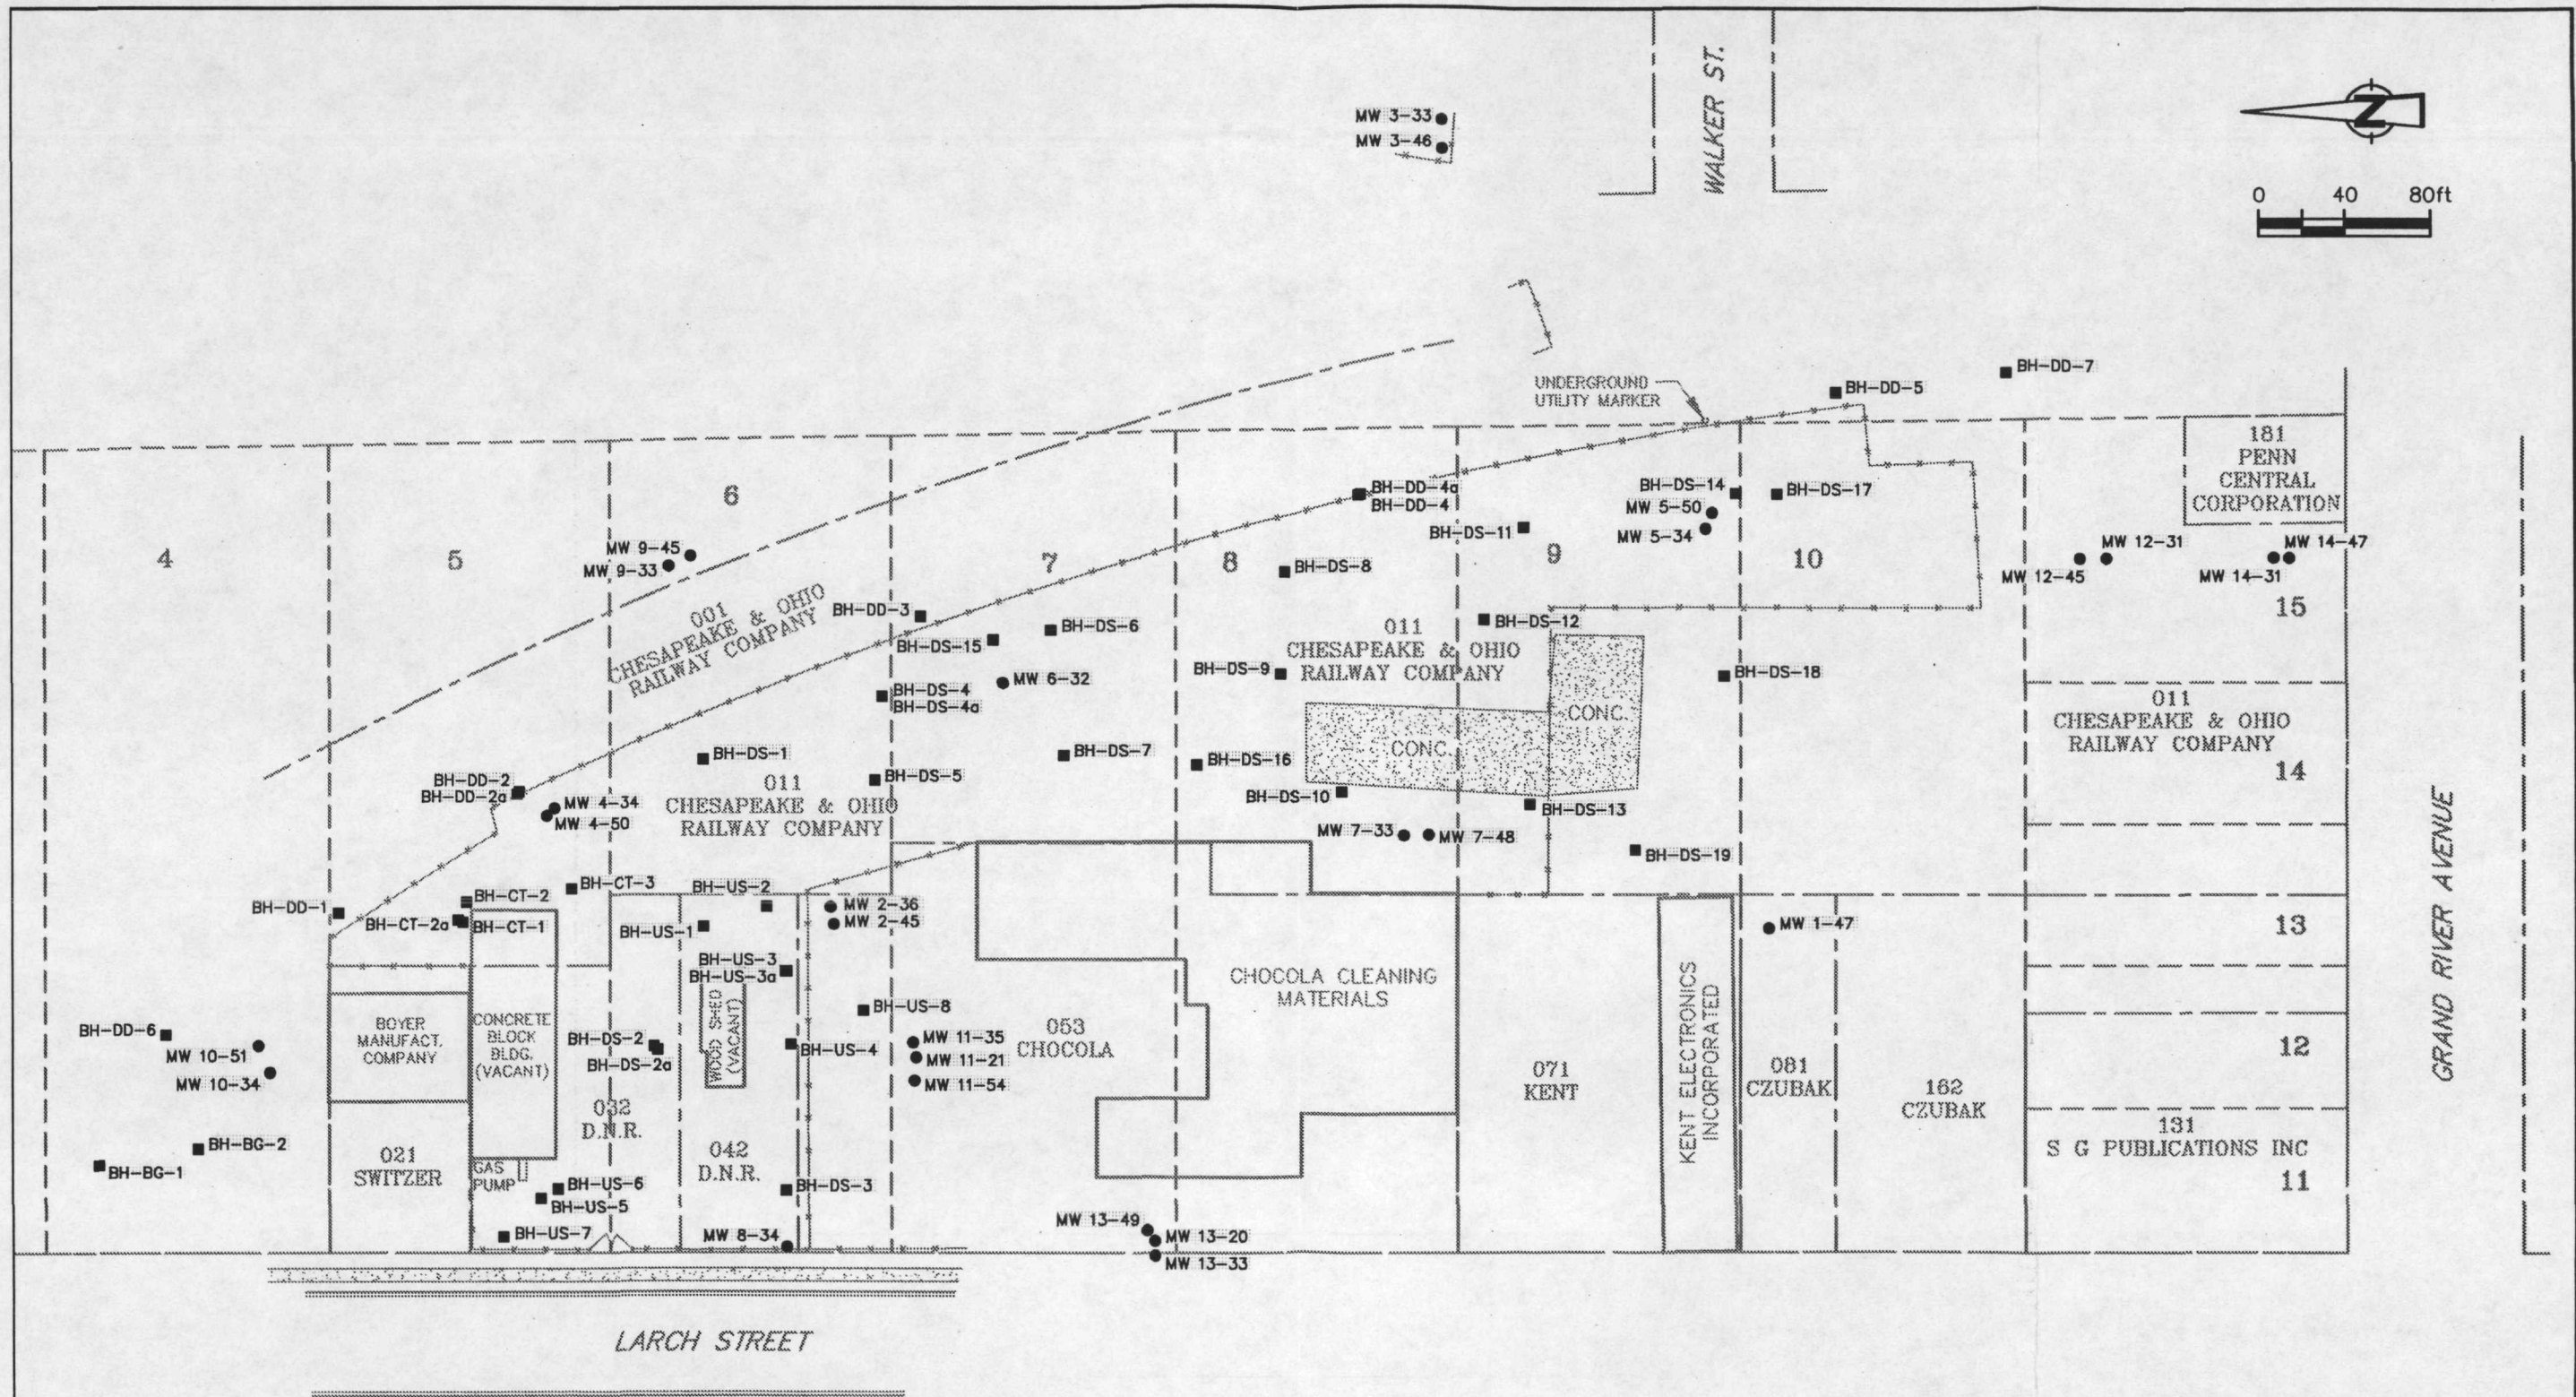 WALKER ST.
MW 3-33
MW 3-46
Z
0 40 80ft
UNDERGROUND
UTILITY MARKER
BH-DD-5
BH-DD-7
181
PENN
CENTRAL
CORPORATION
4
5
6
7
8
9
10
15
MW 9-45
MW 9-33
001
CHESAPEAKE & OHIO
RAILWAY COMPANY
BH-DD-3
BH-DS-15
BH-DS-6
MW 6-32
BH-DS-4
BH-DS-4a
BH-DD-4a
BH-DD-4
BH-DS-11
BH-DS-8
BH-DS-14
MW 5-50
MW 5-34
BH-DS-17
MW 12-31
MW 12-45
MW 14-47
MW 14-31
011
CHESAPEAKE & OHIO
RAILWAY COMPANY
BH-DS-12
BH-DS-9
BH-DS-18
CONC.
CONC.
011
CHESAPEAKE & OHIO
RAILWAY COMPANY
14
BH-DD-2
BH-DD-2a
MW 4-34
MW 4-50
BH-DS-1
011
CHESAPEAKE & OHIO
RAILWAY COMPANY
BH-DS-5
BH-DS-7
BH-DS-16
BH-DS-10
BH-DS-13
MW 7-33
MW 7-48
BH-DS-19
BH-DD-1
BH-CT-2
BH-CT-3
BH-CT-2a
BH-CT-1
BH-US-2
BH-US-1
MW 2-36
MW 2-45
BH-US-3
BH-US-3a
MW 1-47
13
GRAND RIVER AVENUE
BH-DD-6
MW 10-51
MW 10-34
BOYER
MANUFACT.
COMPANY
CONCRETE
BLOCK
BLDG.
(VACANT)
BH-DS-2
BH-DS-2a
WOOD SHED
(VACANT)
BH-US-8
BH-US-4
MW 11-35
MW 11-21
MW 11-54
053
CHOCOLA
CHOCOLA CLEANING
MATERIALS
071
KENT
KENT ELECTRONICS
INCORPORATED
081
CZUBAK
162
CZUBAK
12
131
S G PUBLICATIONS INC
11
BH-BG-2
BH-BG-1
021
SWITZER
032
D.N.R.
042
D.N.R.
GAS
PUMP
BH-US-6
BH-US-5
BH-US-7
BH-DS-3
MW 8-34
MW 13-49
MW 13-20
MW 13-33
LARCH STREET